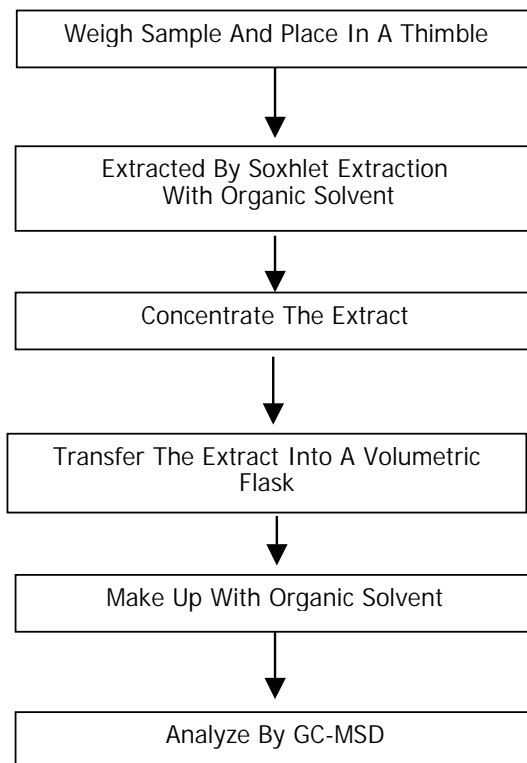 Weigh Sample And Place In A Thimble
Extracted By Soxhlet Extraction
With Organic Solvent
Concentrate The Extract
Transfer The Extract Into A Volumetric
Flask
Make Up With Organic Solvent
Analyze By GC-MSD